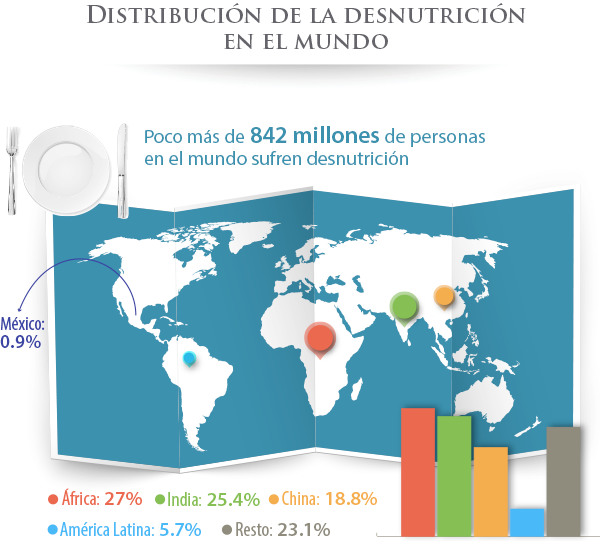 DISTRIBUCIÓN DE LA DESNUTRICIÓN
EN EL MUNDO
Poco más de 842 millones de personas
en el mundo sufren desnutrición
México:
0.9%
África: 27% India: 25.4% China: 18.8%
América Latina: 5.7% Resto: 23.1%